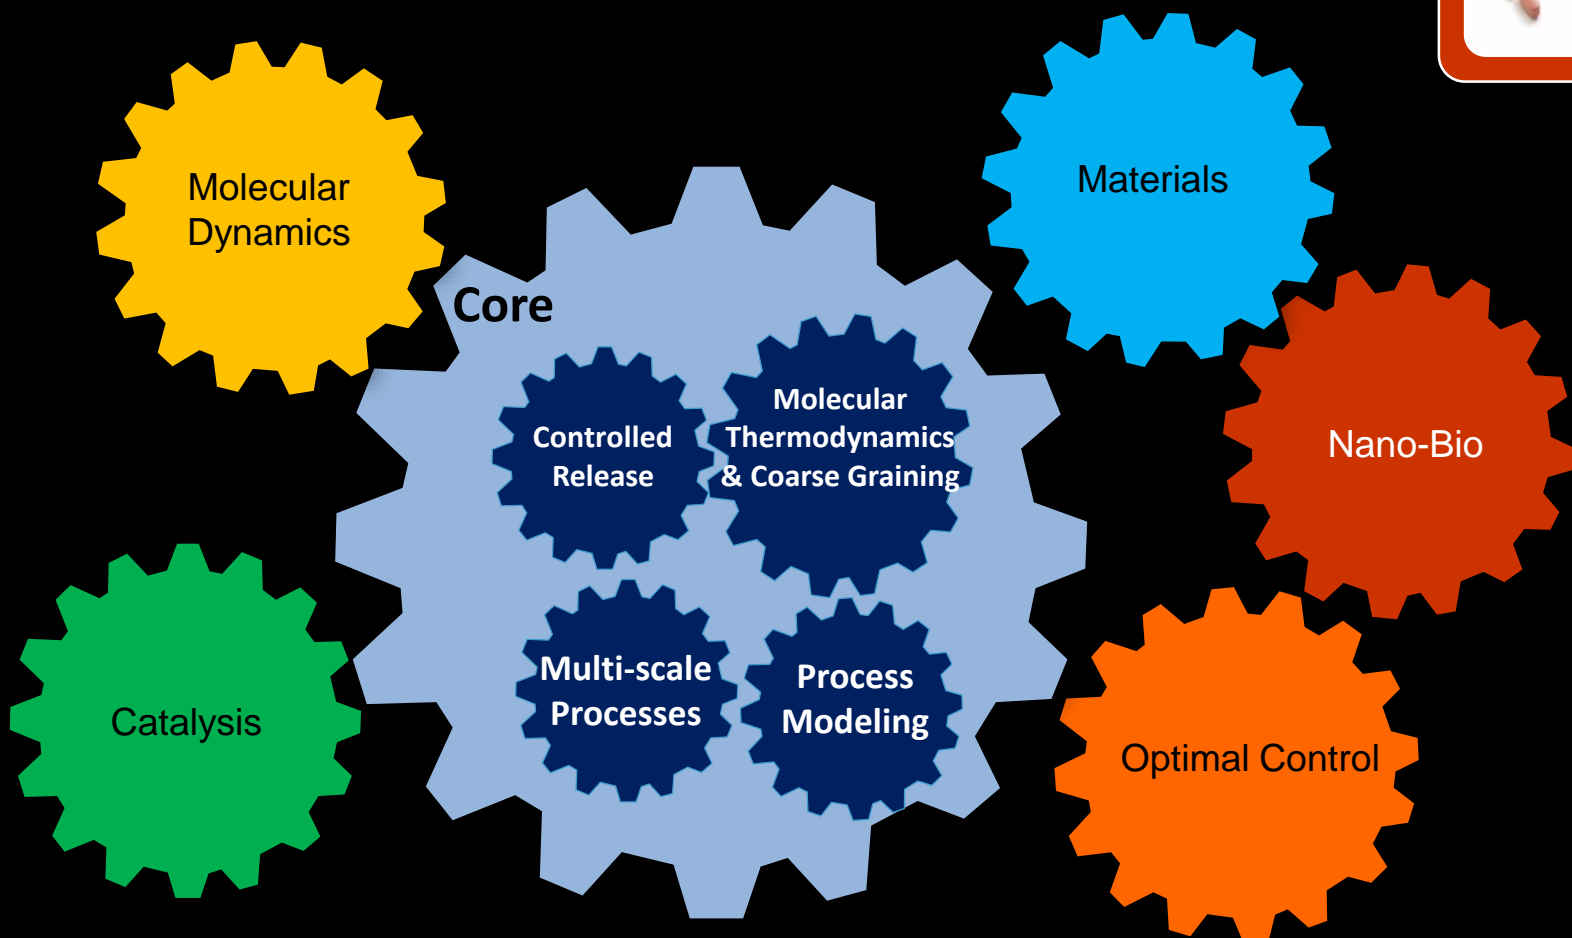 Molecular
Dynamics
Materials
Core
Molecular
Thermodynamics
& Coarse Graining
Controlled
Release
Nano-Bio
Multi-scale
Processes
Process
Modeling
Catalysis
Optimal Control